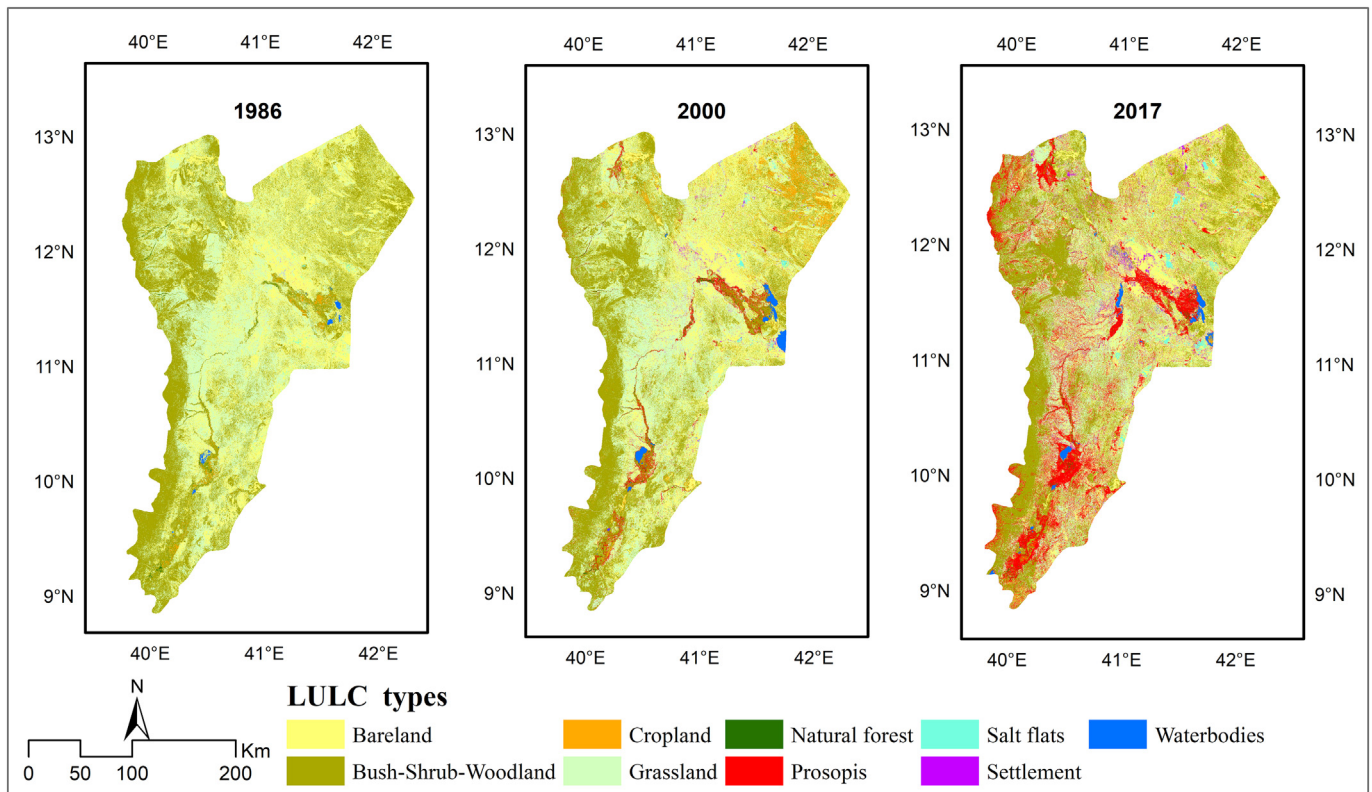 40°E 41°E 42°E
40°E 41°E 42°E
40°E 41°E 42°E
1986
2000
2017
13°N
12°N
11°N
10°N
9°N
13°N
12°N
11°N
10°N
9°N
13°N
12°N
11°N
10°N
9°N
13°N
12°N
11°N
10°N
9°N
40°E 41°E 42°E
40°E 41°E 42°E
40°E 41°E 42°E
N
Km
0 50 100 200
LULC types
Bareland
Cropland
Natural forest
Salt flats
Waterbodies
Bush-Shrub-Woodland
Grassland
Prosopis
Settlement